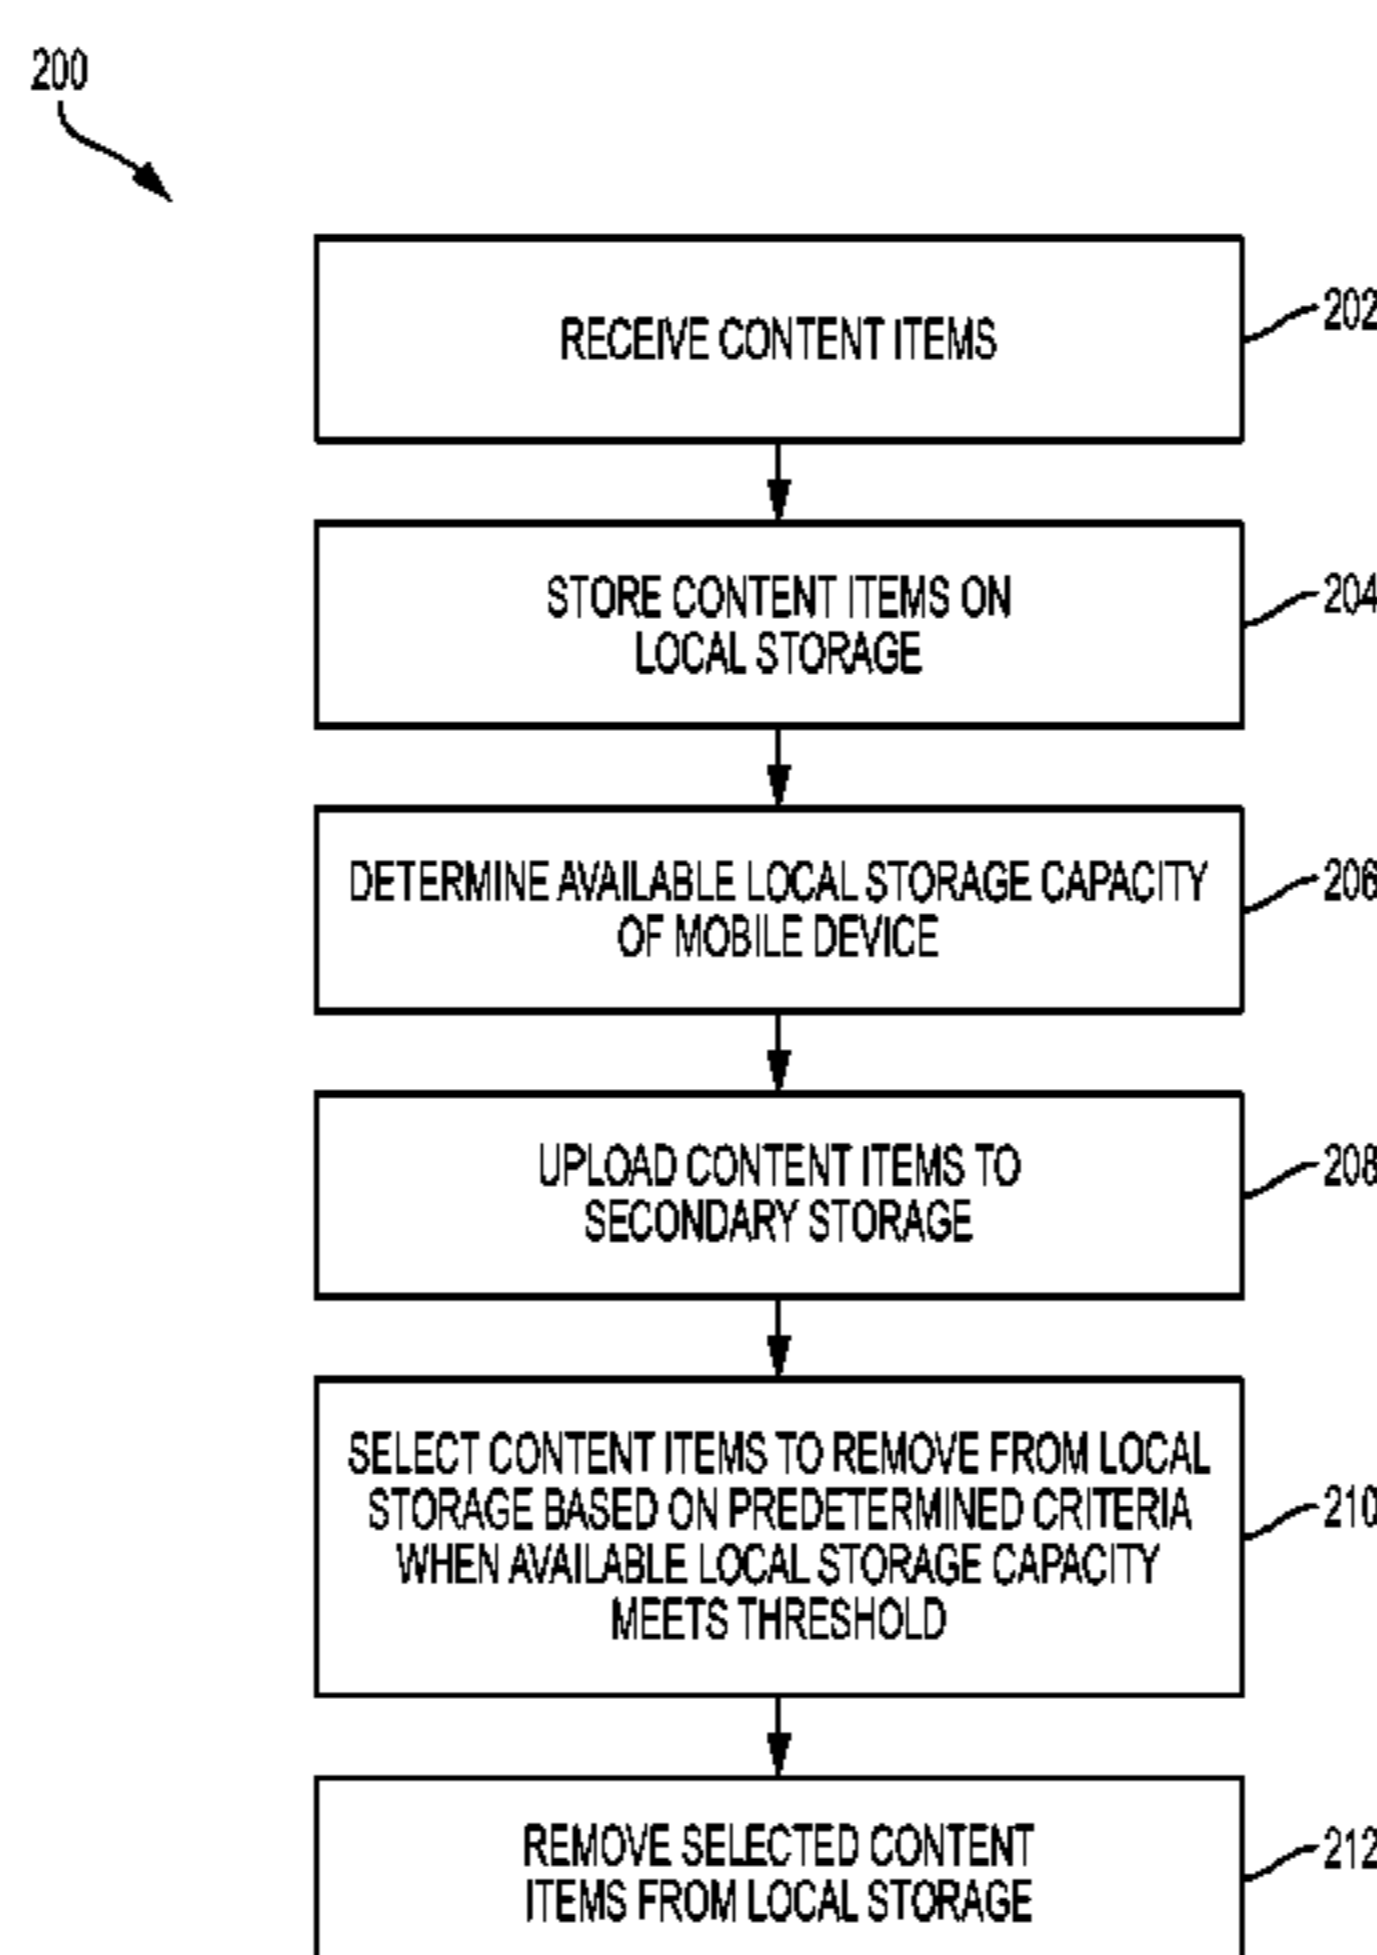 200
RECEIVE CONTENT ITEMS
202
STORE CONTENT ITEMS ON
LOCAL STORAGE
204
DETERMINE AVAILABLE LOCAL STORAGE CAPACITY
OF MOBILE DEVICE
206
UPLOAD CONTENT ITEMS TO
SECONDARY STORAGE
208
SELECT CONTENT ITEMS TO REMOVE FROM LOCAL
STORAGE BASED ON PREDETERMINED CRITERIA
WHEN AVAILABLE LOCAL STORAGE CAPACITY
MEETS THRESHOLD
210
REMOVE SELECTED CONTENT
ITEMS FROM LOCAL STORAGE
212